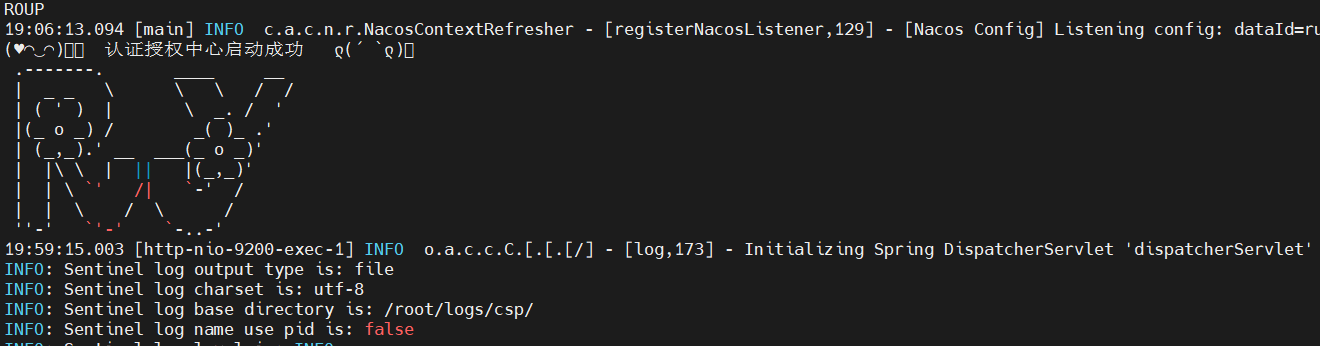 ROUP
19:06:13.094 [main] INFO  c.a.c.n.r.NacosContextRefresher - [registerNacosListener,129] - [Nacos Config] Listening config: dataId=ru
(♥◠‿◠)ﾉﾞ  认证授权中心启动成功   ლ(´ڡ`ლ)ﾞ
 .-------.       ____     __
 |  _ _   \      \   \   /  /
 | ( ' )  |       \  _. /  '
 |(_ o _) /        _( )_ .'
 | (_,_).' __  ___(_ o _)'
 |  |\ \  |  ||   |(_,_)'
 |  | \ `'   /|   `-'  /
 |  |  \    /  \      /
 ''-'   `'-'    `-..-'
19:59:15.003 [http-nio-9200-exec-1] INFO  o.a.c.c.C.[.[.[/] - [log,173] - Initializing Spring DispatcherServlet 'dispatcherServlet'
INFO: Sentinel log output type is: file
INFO: Sentinel log charset is: utf-8
INFO: Sentinel log base directory is: /root/logs/csp/
INFO: Sentinel log name use pid is: false